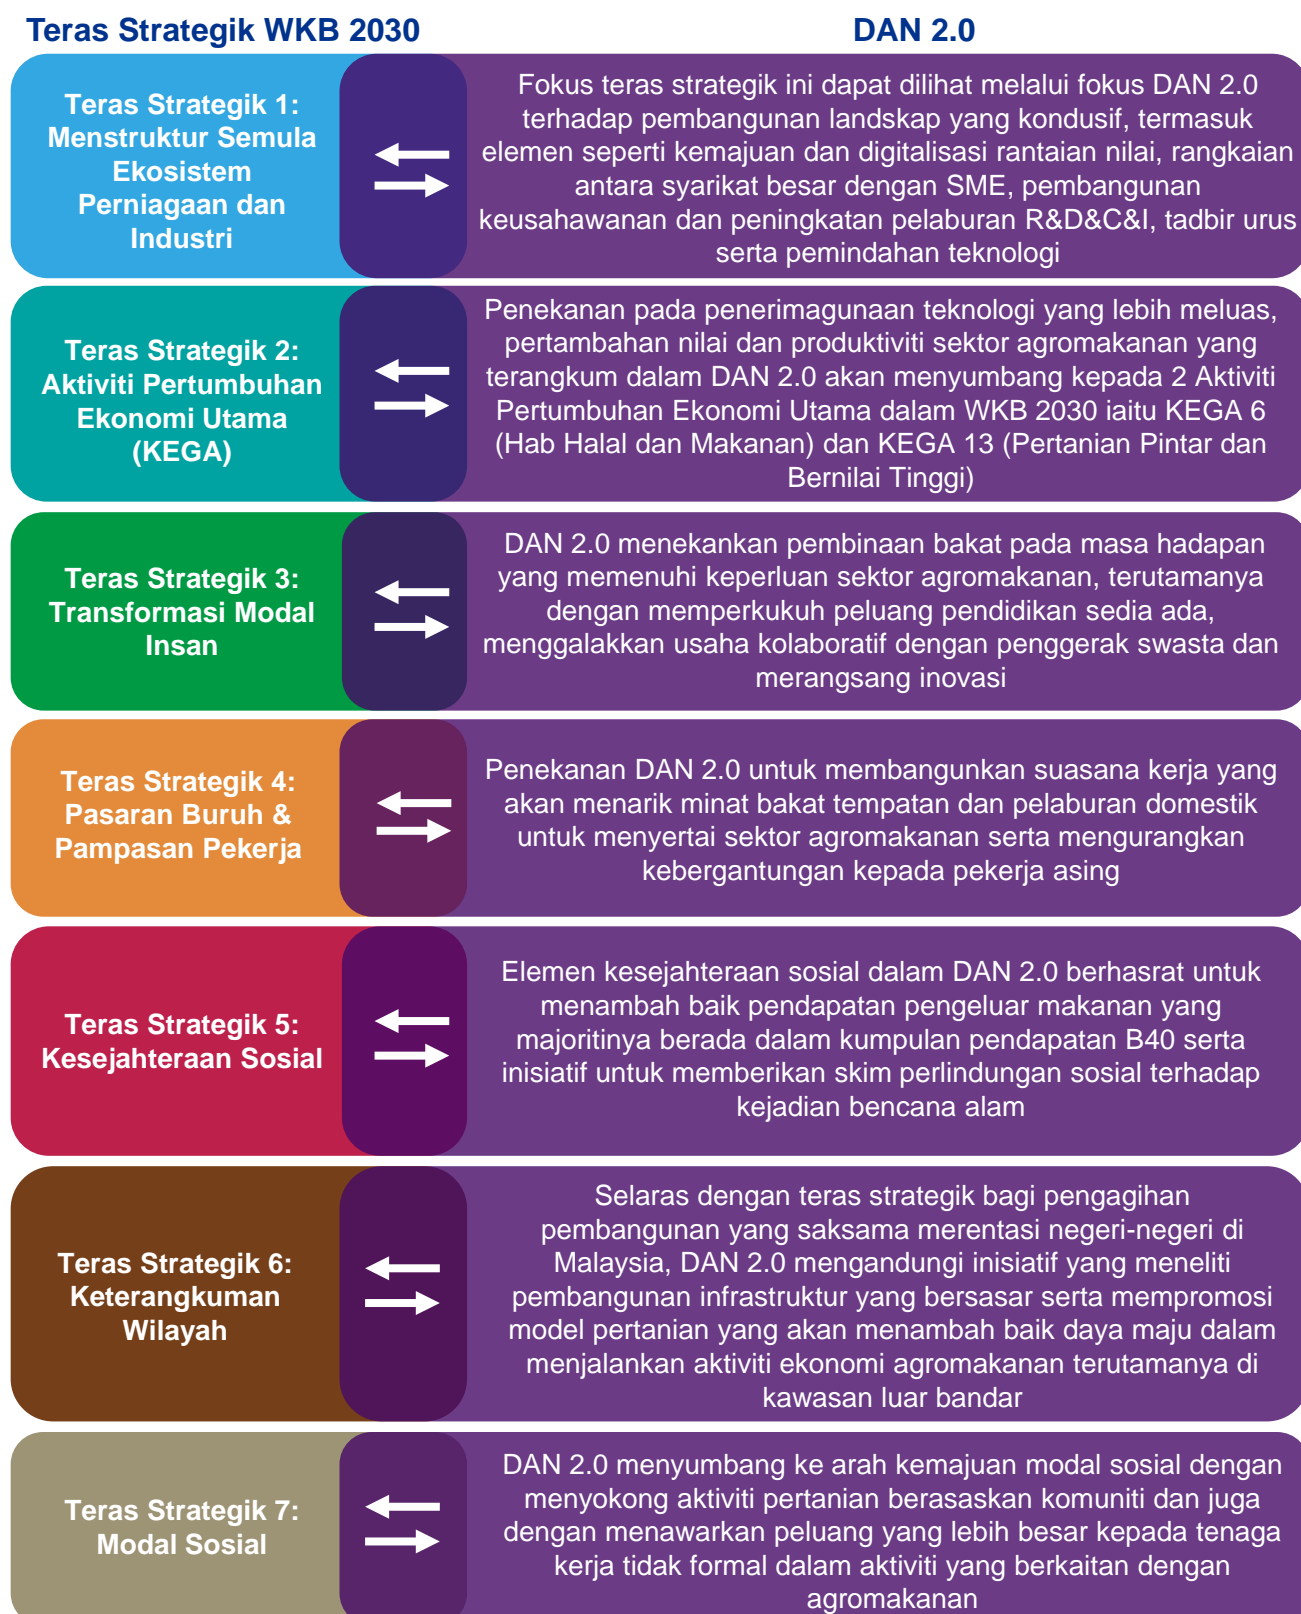 Teras Strategik WKB 2030
DAN 2.0
Teras Strategik 1:
Menstruktur Semula
Ekosistem
Perniagaan dan
Industri
Fokus teras strategik ini dapat dilihat melalui fokus DAN 2.0
terhadap pembangunan landskap yang kondusif, termasuk
elemen seperti kemajuan dan digitalisasi rantaian nilai, rangkaian
antara syarikat besar dengan SME, pembangunan
keusahawanan dan peningkatan pelaburan R&D&C&I, tadbir urus
serta pemindahan teknologi
Teras Strategik 2:
Aktiviti Pertumbuhan
Ekonomi Utama
(KEGA)
Penekanan pada penerimagunaan teknologi yang lebih meluas,
pertambahan nilai dan produktiviti sektor agromakanan yang
terangkum dalam DAN 2.0 akan menyumbang kepada 2 Aktiviti
Pertumbuhan Ekonomi Utama dalam WKB 2030 iaitu KEGA 6
(Hab Halal dan Makanan) dan KEGA 13 (Pertanian Pintar dan
Bernilai Tinggi)
Teras Strategik 3:
Transformasi Modal
Insan
DAN 2.0 menekankan pembinaan bakat pada masa hadapan
yang memenuhi keperluan sektor agromakanan, terutamanya
dengan memperkukuh peluang pendidikan sedia ada,
menggalakkan usaha kolaboratif dengan penggerak swasta dan
merangsang inovasi
Teras Strategik 4:
Pasaran Buruh &
Pampasan Pekerja
Penekanan DAN 2.0 untuk membangunkan suasana kerja yang
akan menarik minat bakat tempatan dan pelaburan domestik
untuk menyertai sektor agromakanan serta mengurangkan
kebergantungan kepada pekerja asing
Teras Strategik 5:
Kesejahteraan Sosial
Elemen kesejahteraan sosial dalam DAN 2.0 berhasrat untuk
menambah baik pendapatan pengeluar makanan yang
majoritinya berada dalam kumpulan pendapatan B40 serta
inisiatif untuk memberikan skim perlindungan sosial terhadap
kejadian bencana alam
Teras Strategik 6:
Keterangkuman
Wilayah
Selaras dengan teras strategik bagi pengagihan
pembangunan yang saksama merentasi negeri-negeri di
Malaysia, DAN 2.0 mengandungi inisiatif yang meneliti
pembangunan infrastruktur yang bersasar serta mempromosi
model pertanian yang akan menambah baik daya maju dalam
menjalankan aktiviti ekonomi agromakanan terutamanya di
kawasan luar bandar
Teras Strategik 7:
Modal Sosial
DAN 2.0 menyumbang ke arah kemajuan modal sosial dengan
menyokong aktiviti pertanian berasaskan komuniti dan juga
dengan menawarkan peluang yang lebih besar kepada tenaga
kerja tidak formal dalam aktiviti yang berkaitan dengan
agromakanan